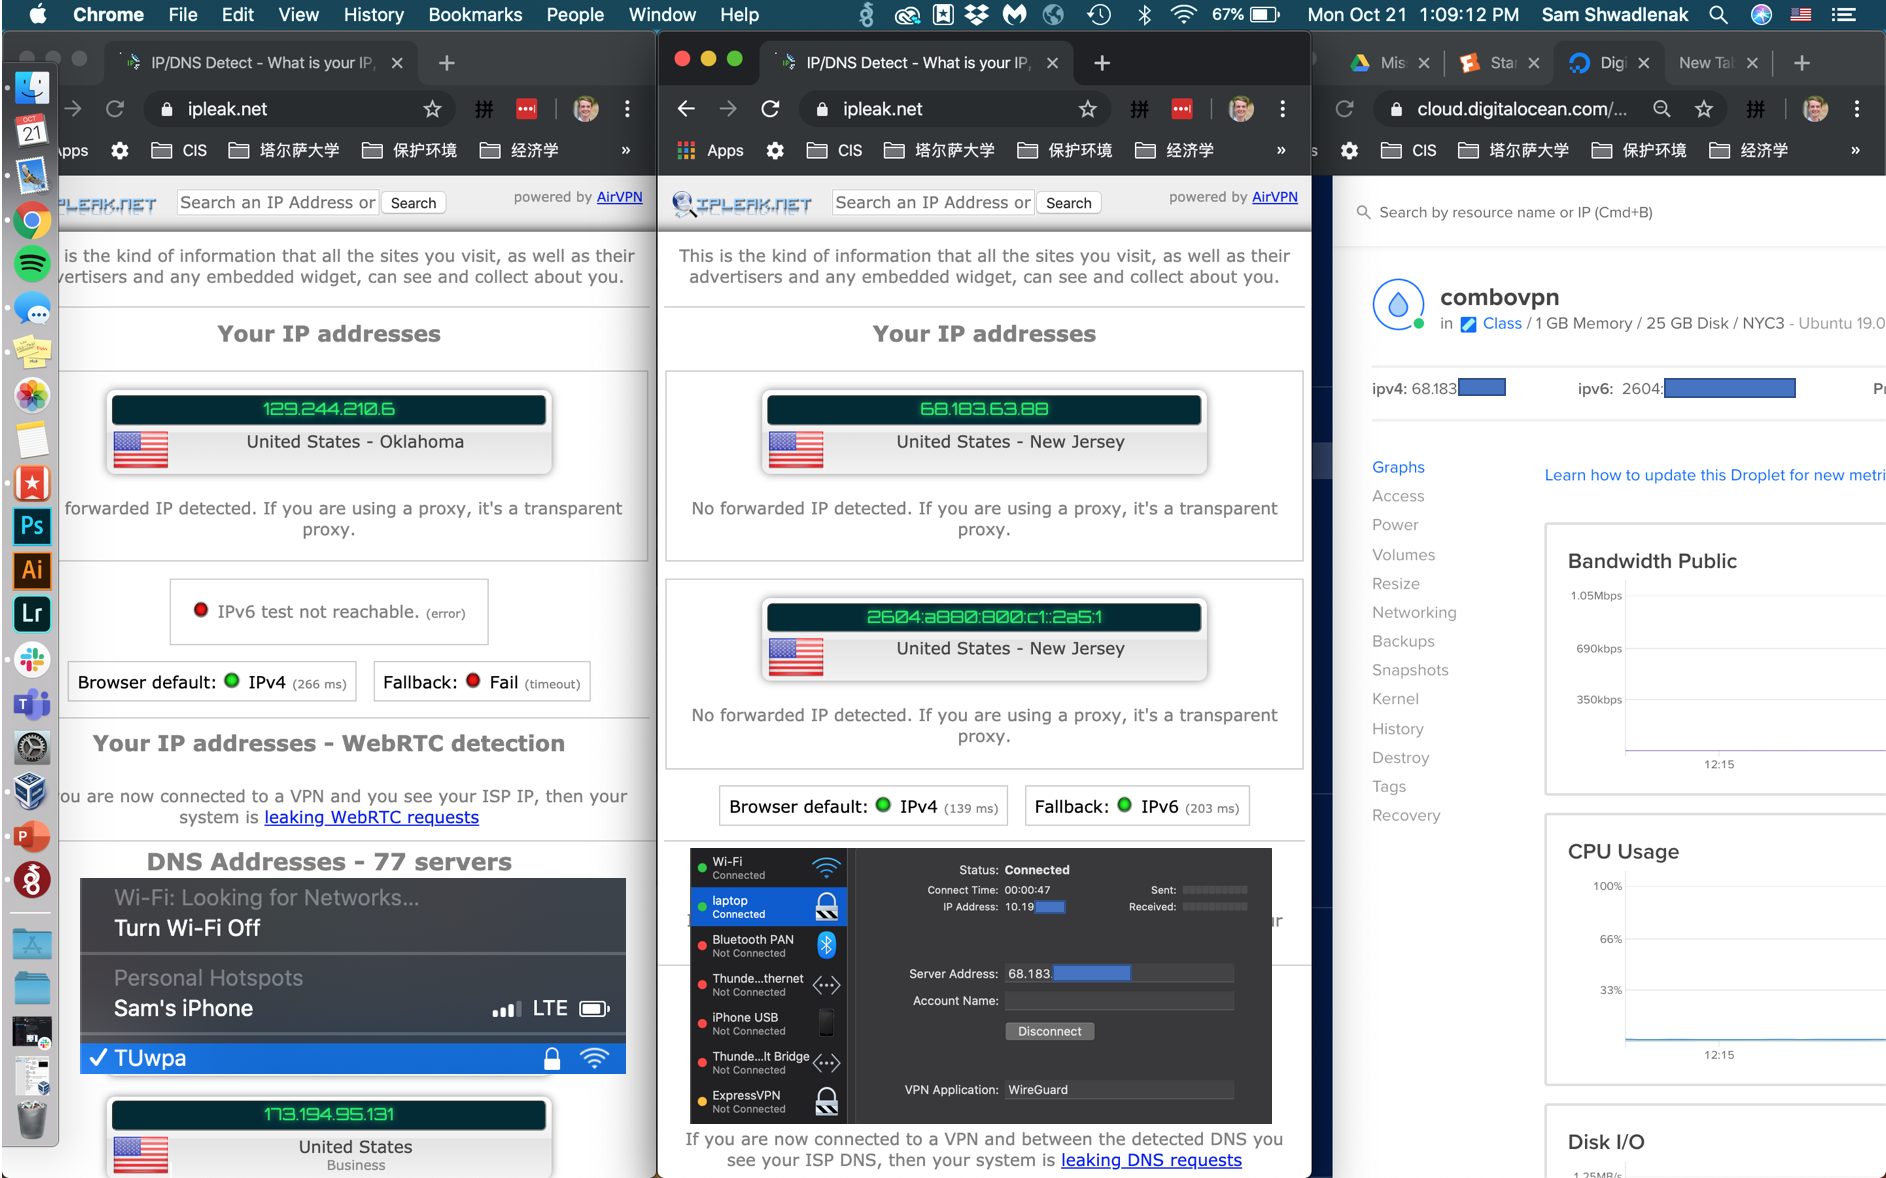 Chrome File Edit View History Bookmarks People Window Help 67% Mon Oct 21 1:09:12 PM Sam Shwadlenak
IP/DNS Detect - What is your IP,
ipleak.net
拼
Apps CIS 塔尔萨大学 保护环境 经济学 »
OCT
21
Ps
Ai
Lr
IPLEAK.NET
Search an IP Address or
Search
powered by AirVPN
is the kind of information that all the sites you visit, as well as their
vertisers and any embedded widget, can see and collect about you.
Your IP addresses
129.244.210.6
United States - Oklahoma
forwarded IP detected. If you are using a proxy, it's a transparent
proxy.
IPv6 test not reachable. (error)
Browser default: IPv4 (266 ms)
Fallback: Fail (timeout)
Your IP addresses - WebRTC detection
ou are now connected to a VPN and you see your ISP IP, then your
system is leaking WebRTC requests
DNS Addresses - 77 servers
Wi-Fi: Looking for Networks...
Turn Wi-Fi Off
Personal Hotspots
Sam's iPhone LTE
✓ TUwpa
173.194.95.131
United States
Business
IP/DNS Detect - What is your IP,
ipleak.net
拼
Apps CIS 塔尔萨大学 保护环境 经济学 »
IPLEAK.NET
Search an IP Address or
Search
powered by AirVPN
This is the kind of information that all the sites you visit, as well as their
advertisers and any embedded widget, can see and collect about you.
Your IP addresses
68.183.63.88
United States - New Jersey
No forwarded IP detected. If you are using a proxy, it's a transparent
proxy.
2604:a880:800:c1::2a5:1
United States - New Jersey
No forwarded IP detected. If you are using a proxy, it's a transparent
proxy.
Browser default: IPv4 (139 ms)
Fallback: IPv6 (203 ms)
Wi-Fi
Connected
laptop
Connected
Bluetooth PAN
Not Connected
Thunde...thernet
Not Connected
iPhone USB
Not Connected
Thunde...lt Bridge
Not Connected
ExpressVPN
Not Connected
Status: Connected
Connect Time: 00:00:47 Sent:
IP Address: 10.19 Received:
Server Address: 68.183.
Account Name:
Disconnect
VPN Application: WireGuard
If you are now connected to a VPN and between the detected DNS you
see your ISP DNS, then your system is leaking DNS requests
Mis Star Digi New Tab
cloud.digitalocean.com/...
拼
s CIS 塔尔萨大学 保护环境 经济学 »
Search by resource name or IP (Cmd+B)
combovpn
in Class / 1 GB Memory / 25 GB Disk / NYC3 - Ubuntu 19.0
ipv4: 68.183 ipv6: 2604: Pr
Graphs
Access
Power
Volumes
Resize
Networking
Backups
Snapshots
Kernel
History
Destroy
Tags
Recovery
Learn how to update this Droplet for new metri
Bandwidth Public
1.05Mbps
690kbps
350kbps
12:15
CPU Usage
100%
66%
33%
12:15
Disk I/O
1.25MB/s